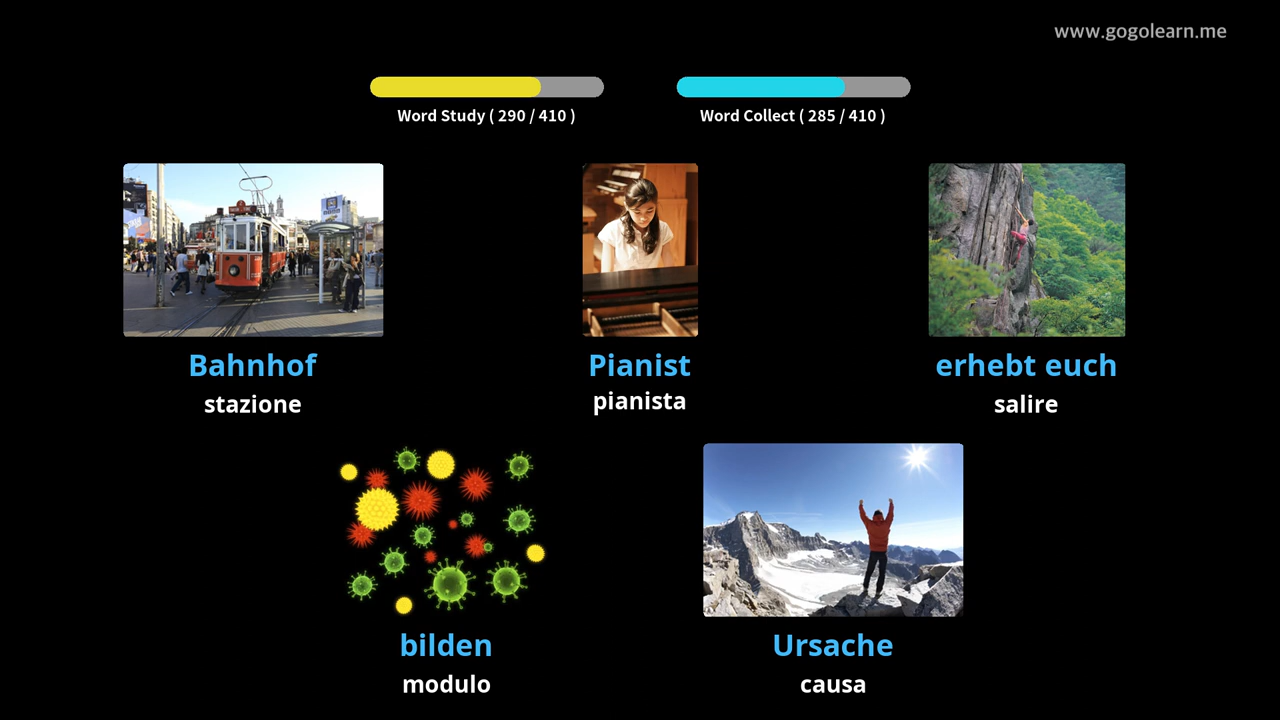 www.gogolearn.me
Word Study ( 290 / 410 )
Word Collect ( 285 / 410 )
Bahnhof
stazione
Pianist
pianista
erhebt euch
salire
bilden
modulo
Ursache
causa